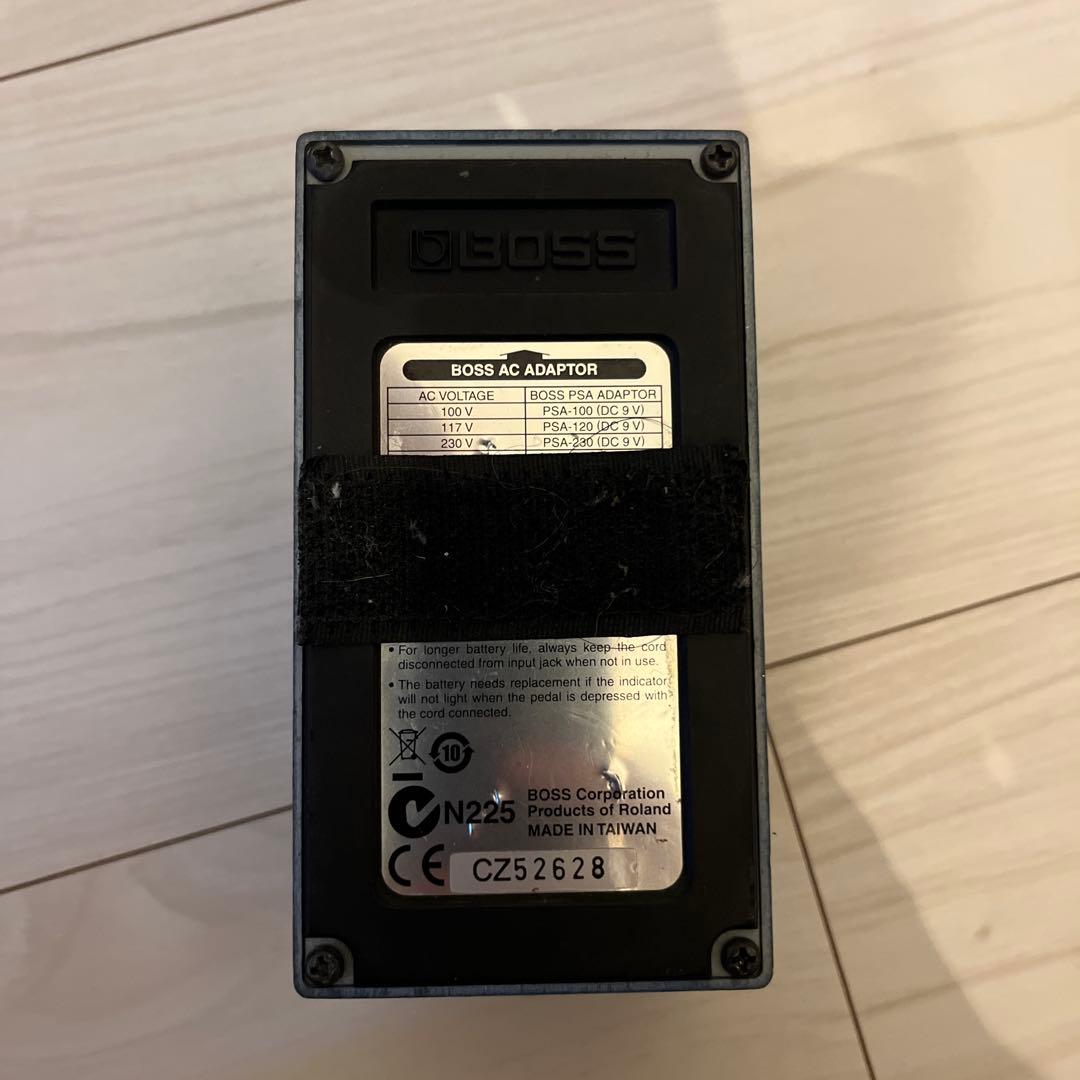 BOSS
BOSS AC ADAPTOR
AC VOLTAGE BOSS PSA ADAPTOR
100 V PSA-100 (DC 9 V)
117 V PSA-120 (DC 9 V)
230 V PSA-230 (DC 9 V)
• For longer battery life, always keep the cord
disconnected from input jack when not in use.
• The battery needs replacement if the indicator
will not light when the pedal is depressed with
the cord connected.
10
N225
BOSS Corporation
Products of Roland
MADE IN TAIWAN
CE
CZ52628